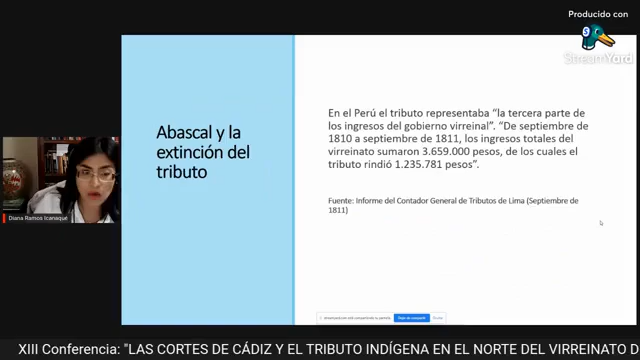 Producido con
StreamYard
En el Perú el tributo representaba “la tercera parte de
los ingresos del gobierno virreinal”. “De septiembre de
1810 a septiembre de 1811, los ingresos totales del
virreinato sumaron 3.659.000 pesos, de los cuales el
tributo rindió 1.235.781 pesos”.
Abascal y la
extinción del
tributo
Fuente: Informe del Contador General de Tributos de Lima (Septiembre de
1811)
Diana Ramos Icanaqué
XIII Conferencia: "LAS CORTES DE CÁDIZ Y EL TRIBUTO INDÍGENA EN EL NORTE DEL VIRREINATO D